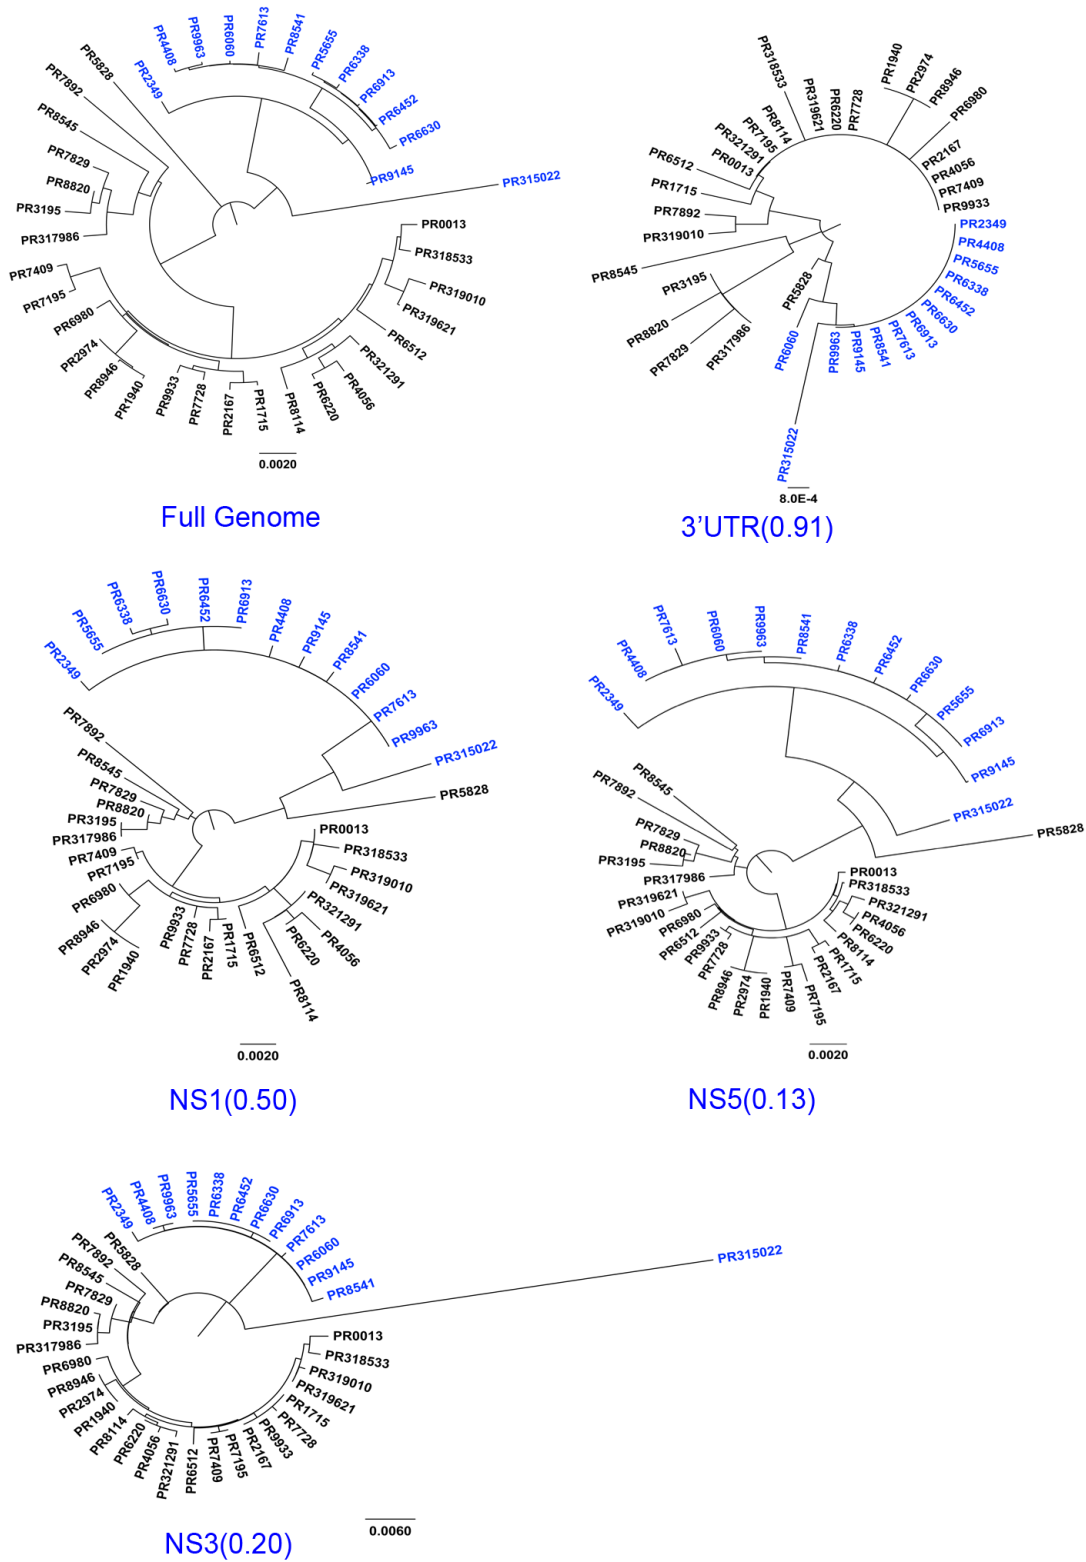 PR5828
PR7892
PR8545
PR7829
PR8820
PR3195
PR317986
PR2349
PR4408
PR9963
PR6060
PR7613
PR8541
PR5655
PR6338
PR6913
PR6452
PR6630
PR9145
PR315022
PR0013
PR318533
PR319010
PR319621
PR6512
PR321291
PR4056
PR6220
PR8114
PR1715
PR2167
PR7728
PR9933
PR1940
PR8946
PR2974
PR6980
PR7195
PR7409
0.0020
Full Genome
PR318533
PR319621
PR6220
PR7728
PR1940
PR2974
PR8946
PR6980
PR2167
PR4056
PR7409
PR9933
PR2349
PR4408
PR5655
PR6338
PR6452
PR6630
PR6913
PR7613
PR8541
PR9145
PR9963
PR315022
PR6060
PR5828
PR317986
PR7829
PR8820
PR3195
PR8545
PR319010
PR7892
PR1715
PR6512
PR0013
PR321291
PR7195
PR8114
8.0E-4
3’UTR(0.91)
PR2349
PR5655
PR6338
PR6630
PR6452
PR6913
PR4408
PR9145
PR8541
PR6060
PR7613
PR9963
PR315022
PR5828
PR0013
PR318533
PR319010
PR319621
PR321291
PR4056
PR6220
PR8114
PR6512
PR1715
PR2167
PR7728
PR9933
PR1940
PR2974
PR8946
PR6980
PR7195
PR7409
PR317986
PR3195
PR8820
PR7829
PR8545
PR7892
0.0020
NS1(0.50)
PR2349
PR4408
PR7613
PR6060
PR9963
PR8541
PR6338
PR6452
PR6630
PR5655
PR6913
PR9145
PR315022
PR5828
PR0013
PR318533
PR321291
PR4056
PR6220
PR8114
PR1715
PR2167
PR7195
PR7409
PR1940
PR2974
PR8946
PR7728
PR9933
PR6512
PR6980
PR319010
PR319621
PR317986
PR3195
PR8820
PR7829
PR7892
PR8545
0.0020
NS5(0.13)
PR2349
PR4408
PR9963
PR5655
PR6338
PR6452
PR6630
PR6913
PR7613
PR6060
PR9145
PR8541
PR315022
PR0013
PR318533
PR319010
PR319621
PR1715
PR7728
PR9933
PR2167
PR7195
PR7409
PR6512
PR321291
PR4056
PR6220
PR8114
PR1940
PR2974
PR8946
PR6980
PR317986
PR3195
PR8820
PR7829
PR8545
PR7892
PR5828
0.0060
NS3(0.20)